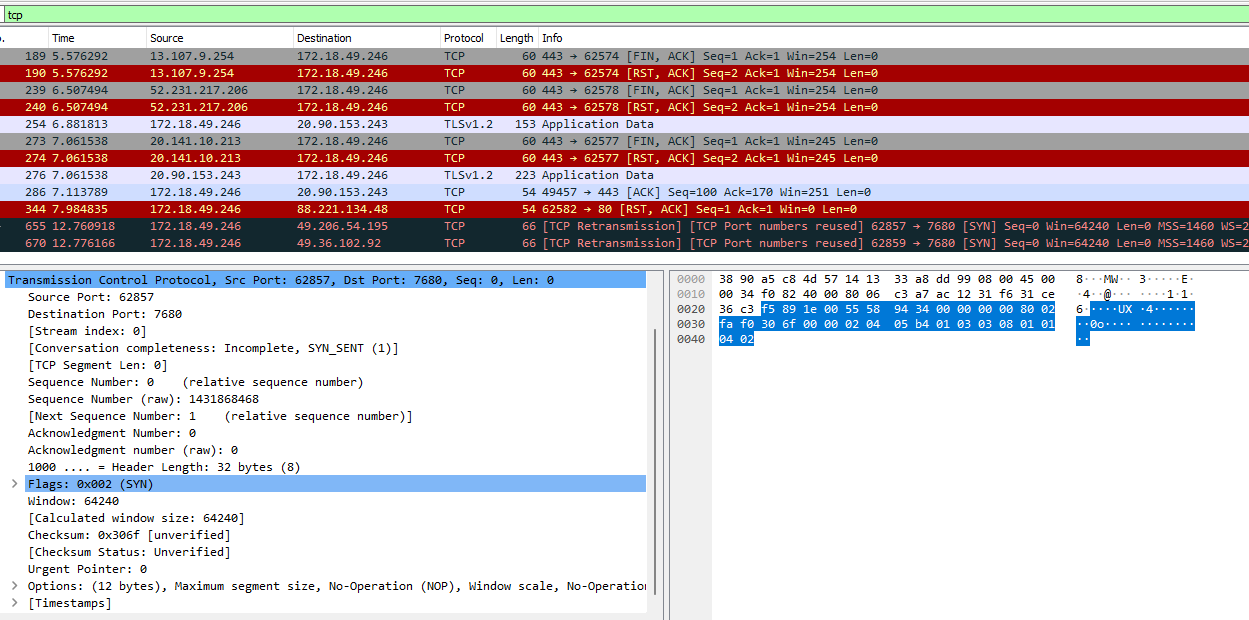 tcp
. Time Source Destination Protocol Length Info
189 5.576292 13.107.9.254 172.18.49.246 TCP 60 443 → 62574 [FIN, ACK] Seq=1 Ack=1 Win=254 Len=0
190 5.576292 13.107.9.254 172.18.49.246 TCP 60 443 → 62574 [RST, ACK] Seq=2 Ack=1 Win=254 Len=0
239 6.507494 52.231.217.206 172.18.49.246 TCP 60 443 → 62578 [FIN, ACK] Seq=1 Ack=1 Win=254 Len=0
240 6.507494 52.231.217.206 172.18.49.246 TCP 60 443 → 62578 [RST, ACK] Seq=2 Ack=1 Win=254 Len=0
254 6.881813 172.18.49.246 20.90.153.243 TLSv1.2 153 Application Data
273 7.061538 20.141.10.213 172.18.49.246 TCP 60 443 → 62577 [FIN, ACK] Seq=1 Ack=1 Win=245 Len=0
274 7.061538 20.141.10.213 172.18.49.246 TCP 60 443 → 62577 [RST, ACK] Seq=2 Ack=1 Win=245 Len=0
276 7.061538 20.90.153.243 172.18.49.246 TLSv1.2 223 Application Data
286 7.113789 172.18.49.246 20.90.153.243 TCP 54 49457 → 443 [ACK] Seq=100 Ack=170 Win=251 Len=0
344 7.984835 172.18.49.246 88.221.134.48 TCP 54 62582 → 80 [RST, ACK] Seq=1 Ack=1 Win=0 Len=0
655 12.760918 172.18.49.246 49.206.54.195 TCP 66 [TCP Retransmission] [TCP Port numbers reused] 62857 → 7680 [SYN] Seq=0 Win=64240 Len=0 MSS=1460 WS=2
670 12.776166 172.18.49.246 49.36.102.92 TCP 66 [TCP Retransmission] [TCP Port numbers reused] 62859 → 7680 [SYN] Seq=0 Win=64240 Len=0 MSS=1460 WS=2
Transmission Control Protocol, Src Port: 62857, Dst Port: 7680, Seq: 0, Len: 0
Source Port: 62857
Destination Port: 7680
[Stream index: 0]
[Conversation completeness: Incomplete, SYN_SENT (1)]
[TCP Segment Len: 0]
Sequence Number: 0 (relative sequence number)
Sequence Number (raw): 1431868468
[Next Sequence Number: 1 (relative sequence number)]
Acknowledgment Number: 0
Acknowledgment number (raw): 0
1000 .... = Header Length: 32 bytes (8)
Flags: 0x002 (SYN)
Window: 64240
[Calculated window size: 64240]
Checksum: 0x306f [unverified]
[Checksum Status: Unverified]
Urgent Pointer: 0
Options: (12 bytes), Maximum segment size, No-Operation (NOP), Window scale, No-Operation
[Timestamps]
0000 38 90 a5 c8 4d 57 14 13 33 a8 dd 99 08 00 45 00 8···MW·· 3·····E·
0010 00 34 f0 82 40 00 80 06 c3 a7 ac 12 31 f6 31 ce ·4··@··· ····1·1·
0020 36 c3 f5 89 1e 00 55 58 94 34 00 00 00 00 80 02 6·····UX ·4······
0030 fa f0 30 6f 00 00 02 04 05 b4 01 03 03 08 01 01 ··0o···· ········
0040 04 02 ··